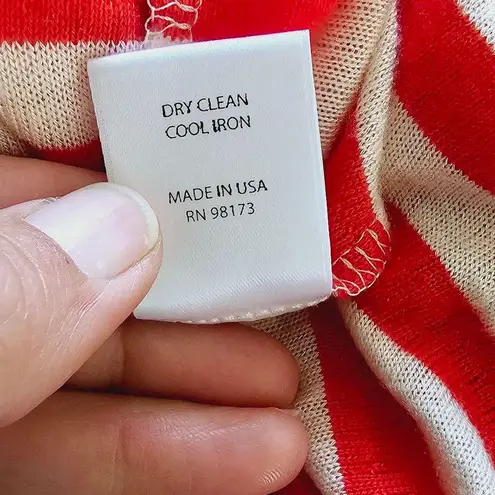 DRY CLEAN
COOL IRON
MADE IN USA
RN 98173